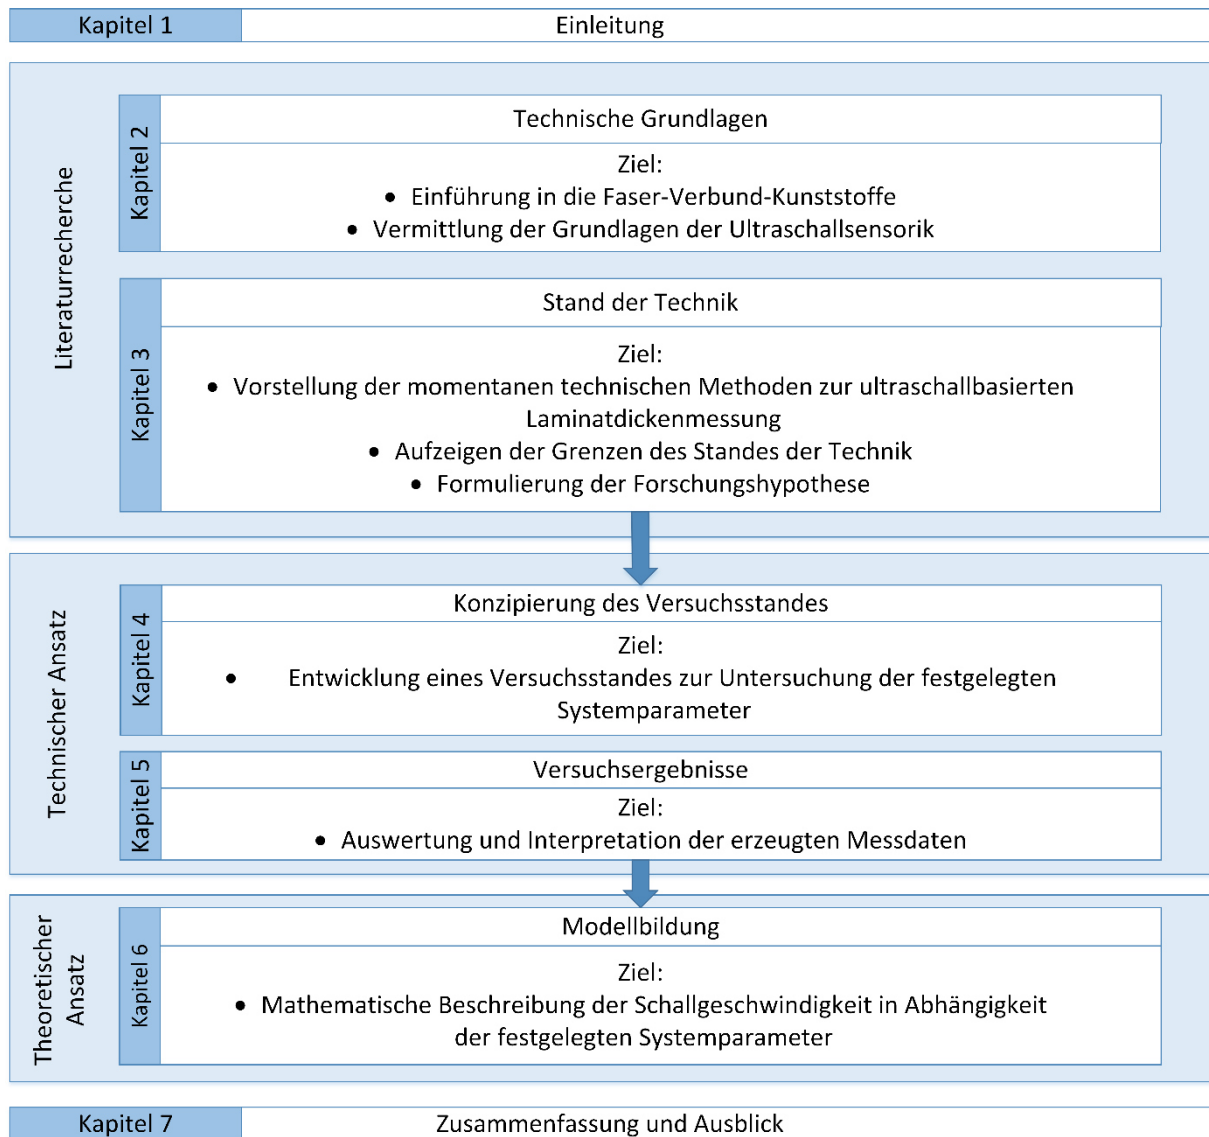 Kapitel 1
Einleitung
Literaturrecherche
Kapitel 2
Technische Grundlagen
Ziel:
• Einführung in die Faser-Verbund-Kunststoffe
• Vermittlung der Grundlagen der Ultraschallsensorik
Kapitel 3
Stand der Technik
Ziel:
• Vorstellung der momentanen technischen Methoden zur ultraschallbasierten
Laminatdickenmessung
• Aufzeigen der Grenzen des Standes der Technik
• Formulierung der Forschungshypothese
Technischer Ansatz
Kapitel 4
Konzipierung des Versuchsstandes
Ziel:
• Entwicklung eines Versuchsstandes zur Untersuchung der festgelegten
Systemparameter
Kapitel 5
Versuchsergebnisse
Ziel:
• Auswertung und Interpretation der erzeugten Messdaten
Theoretischer
Ansatz
Kapitel 6
Modellbildung
Ziel:
• Mathematische Beschreibung der Schallgeschwindigkeit in Abhängigkeit
der festgelegten Systemparameter
Kapitel 7
Zusammenfassung und Ausblick